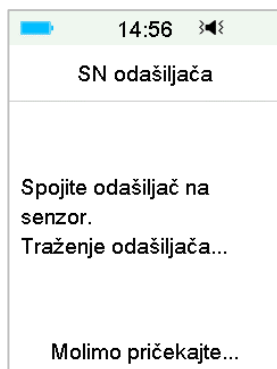 14:56
SN odašiljača
Spojite odašiljač na
senzor.
Traženje odašiljača...
Molimo pričekajte...